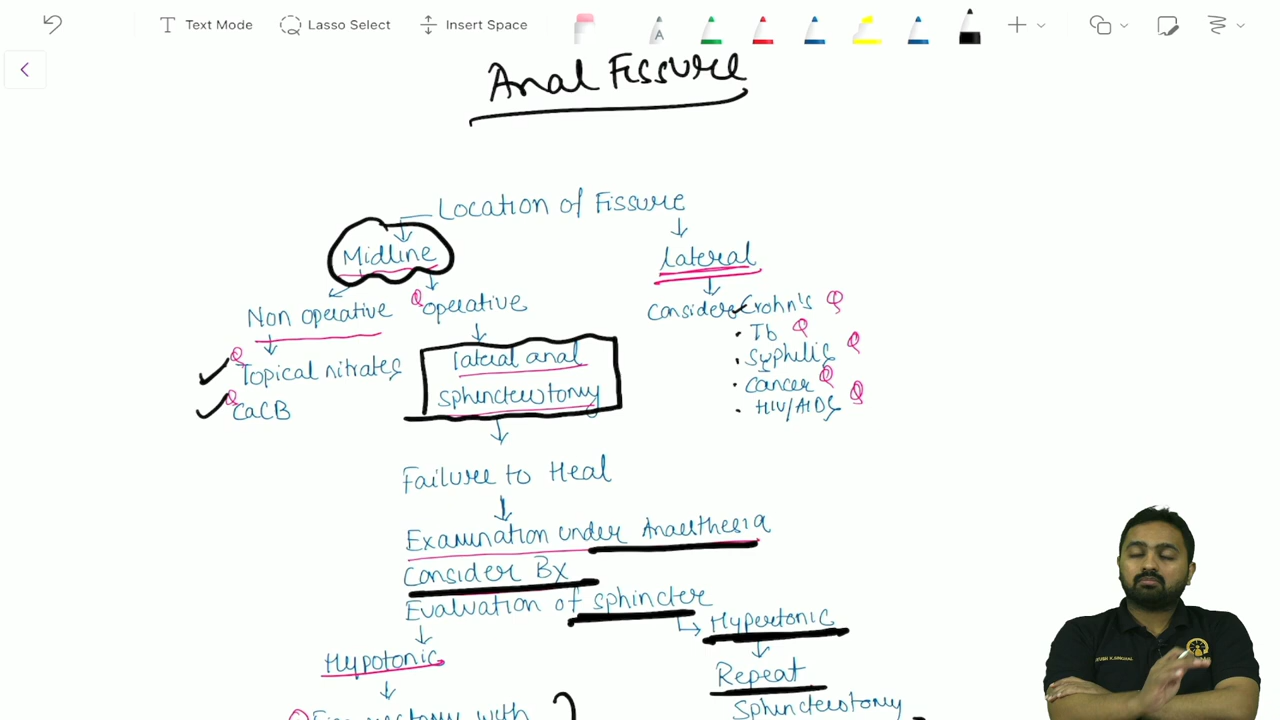 Text Mode
Lasso Select
Insert Space
Anal Fissure
Location of Fissure
Midline
Lateral
Non operative
Q operative
Consider Crohn's Q
• Tb Q
• Syphilis Q
• Cancer Q
• HIV/AIDS Q
Q Topical nitrates
Q CaCB
lateral anal
sphincterotomy
Failure to Heal
Examination under Anaesthesia
Consider Bx
Evaluation of sphincter
Hypertonic
Hypotonic
Repeat
Sphincterotomy
with